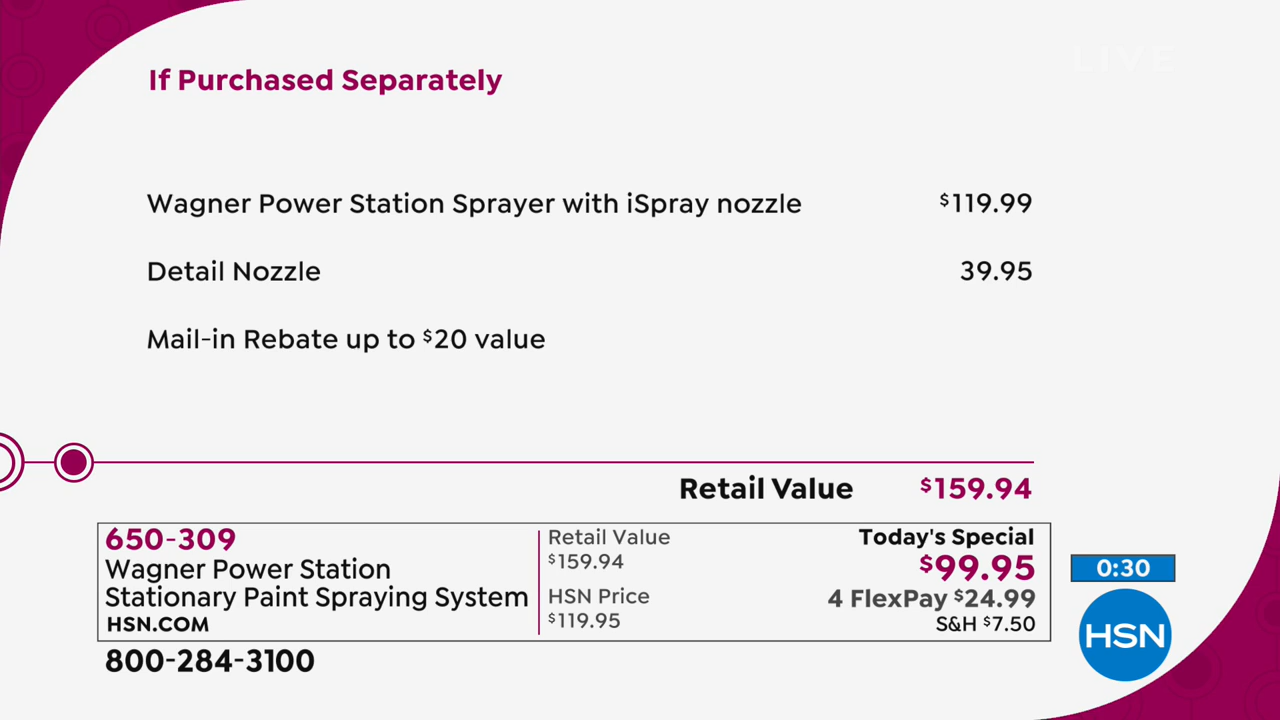 LIVE
If Purchased Separately
Wagner Power Station Sprayer with iSpray nozzle $119.99
Detail Nozzle 39.95
Mail-in Rebate up to $20 value
Retail Value $159.94
650-309
Wagner Power Station
Stationary Paint Spraying System
HSN.COM
Retail Value
$159.94
HSN Price
$119.95
Today's Special
$99.95
4 FlexPay $24.99
S&H $7.50
0:30
HSN
800-284-3100